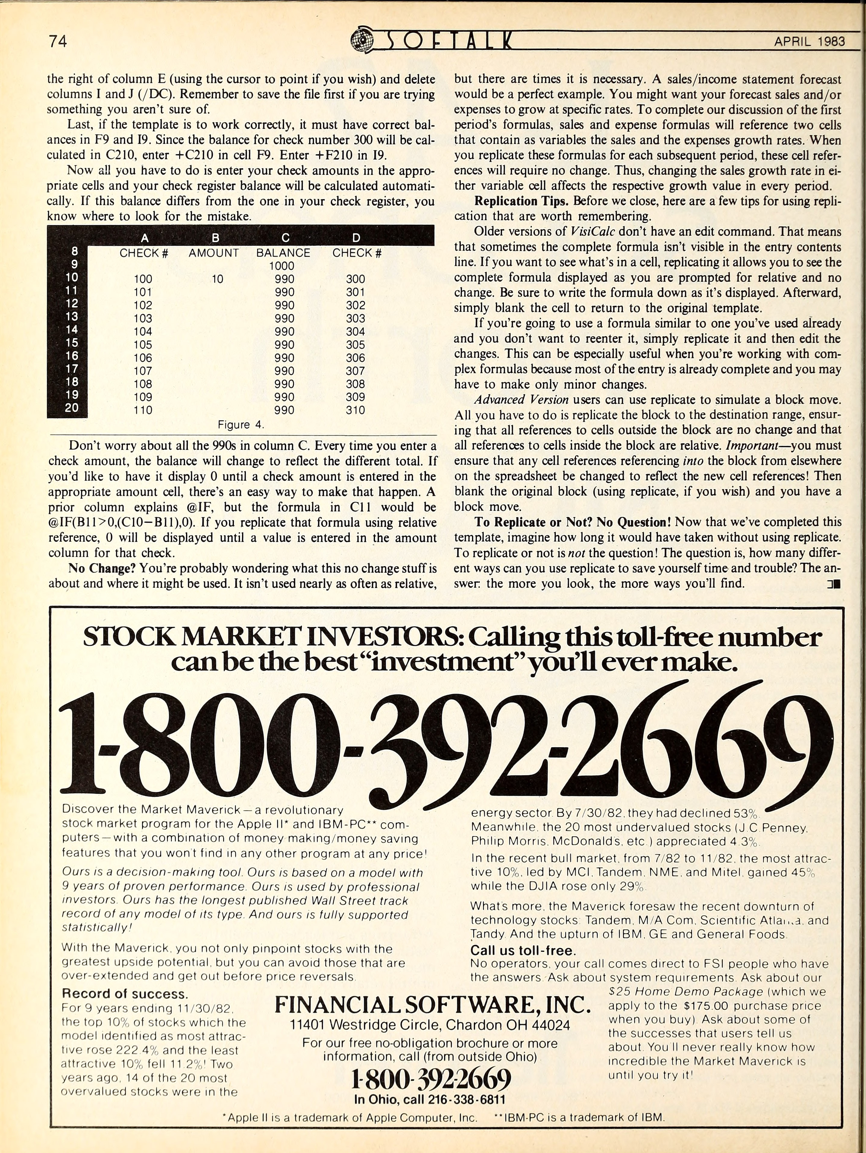 74
SOFTALK
APRIL 1983
the right of column E (using the cursor to point if you wish) and delete
columns I and J (/DC). Remember to save the file first if you are trying
something you aren't sure of.
Last, if the template is to work correctly, it must have correct bal-
ances in F9 and I9. Since the balance for check number 300 will be cal-
culated in C210, enter +C210 in cell F9. Enter +F210 in I9.
Now all you have to do is enter your check amounts in the appro-
priate cells and your check register balance will be calculated automati-
cally. If this balance differs from the one in your check register, you
know where to look for the mistake.
A B C D
8 CHECK # AMOUNT BALANCE CHECK #
9 1000
10 100 10 990 300
11 101 990 301
12 102 990 302
13 103 990 303
14 104 990 304
15 105 990 305
16 106 990 306
17 107 990 307
18 108 990 308
19 109 990 309
20 110 990 310
Figure 4.
Don't worry about all the 990s in column C. Every time you enter a
check amount, the balance will change to reflect the different total. If
you'd like to have it display 0 until a check amount is entered in the
appropriate amount cell, there's an easy way to make that happen. A
prior column explains @IF, but the formula in C11 would be
@IF(B11>0,(C10−B11),0). If you replicate that formula using relative
reference, 0 will be displayed until a value is entered in the amount
column for that check.
No Change? You're probably wondering what this no change stuff is
about and where it might be used. It isn't used nearly as often as relative,
but there are times it is necessary. A sales/income statement forecast
would be a perfect example. You might want your forecast sales and/or
expenses to grow at specific rates. To complete our discussion of the first
period's formulas, sales and expense formulas will reference two cells
that contain as variables the sales and the expenses growth rates. When
you replicate these formulas for each subsequent period, these cell refer-
ences will require no change. Thus, changing the sales growth rate in ei-
ther variable cell affects the respective growth value in every period.
Replication Tips. Before we close, here are a few tips for using repli-
cation that are worth remembering.
Older versions of VisiCalc don't have an edit command. That means
that sometimes the complete formula isn't visible in the entry contents
line. If you want to see what's in a cell, replicating it allows you to see the
complete formula displayed as you are prompted for relative and no
change. Be sure to write the formula down as it's displayed. Afterward,
simply blank the cell to return to the original template.
If you're going to use a formula similar to one you've used already
and you don't want to reenter it, simply replicate it and then edit the
changes. This can be especially useful when you're working with com-
plex formulas because most of the entry is already complete and you may
have to make only minor changes.
Advanced Version users can use replicate to simulate a block move.
All you have to do is replicate the block to the destination range, ensur-
ing that all references to cells outside the block are no change and that
all references to cells inside the block are relative. Important—you must
ensure that any cell references referencing into the block from elsewhere
on the spreadsheet be changed to reflect the new cell references! Then
blank the original block (using replicate, if you wish) and you have a
block move.
To Replicate or Not? No Question! Now that we've completed this
template, imagine how long it would have taken without using replicate.
To replicate or not is not the question! The question is, how many differ-
ent ways can you use replicate to save yourself time and trouble? The an-
swer: the more you look, the more ways you'll find.
STOCK MARKET INVESTORS: Calling this toll-free number
can be the best “investment” you'll ever make.
1-800-392-2669
Discover the Market Maverick — a revolutionary
stock market program for the Apple II* and IBM-PC** com-
puters — with a combination of money making/money saving
features that you won't find in any other program at any price!
Ours is a decision-making tool. Ours is based on a model with
9 years of proven performance. Ours is used by professional
investors. Ours has the longest published Wall Street track
record of any model of its type. And ours is fully supported
statistically!
With the Maverick, you not only pinpoint stocks with the
greatest upside potential, but you can avoid those that are
over-extended and get out before price reversals.
Record of success.
For 9 years ending 11/30/82,
the top 10% of stocks which the
model identified as most attrac-
tive rose 222.4% and the least
attractive 10% fell 11.2%! Two
years ago, 14 of the 20 most
overvalued stocks were in the
energy sector. By 7/30/82, they had declined 53%.
Meanwhile, the 20 most undervalued stocks (J.C. Penney,
Philip Morris, McDonald's, etc.) appreciated 4.3%.
In the recent bull market, from 7/82 to 11/82, the most attrac-
tive 10%, led by MCI, Tandem, NME, and Mitel, gained 45%
while the DJIA rose only 29%.
What's more, the Maverick foresaw the recent downturn of
technology stocks: Tandem, M/A Com, Scientific Atlanta, and
Tandy. And the upturn of IBM, GE and General Foods.
Call us toll-free.
No operators, your call comes direct to FSI people who have
the answers. Ask about system requirements. Ask about our
$25 Home Demo Package (which we
apply to the $175.00 purchase price
when you buy). Ask about some of
the successes that users tell us
about. You'll never really know how
incredible the Market Maverick is
until you try it!
FINANCIAL SOFTWARE, INC.
11401 Westridge Circle, Chardon OH 44024
For our free no-obligation brochure or more
information, call (from outside Ohio)
1-800-392-2669
In Ohio, call 216-338-6811
*Apple II is a trademark of Apple Computer, Inc. **IBM-PC is a trademark of IBM.